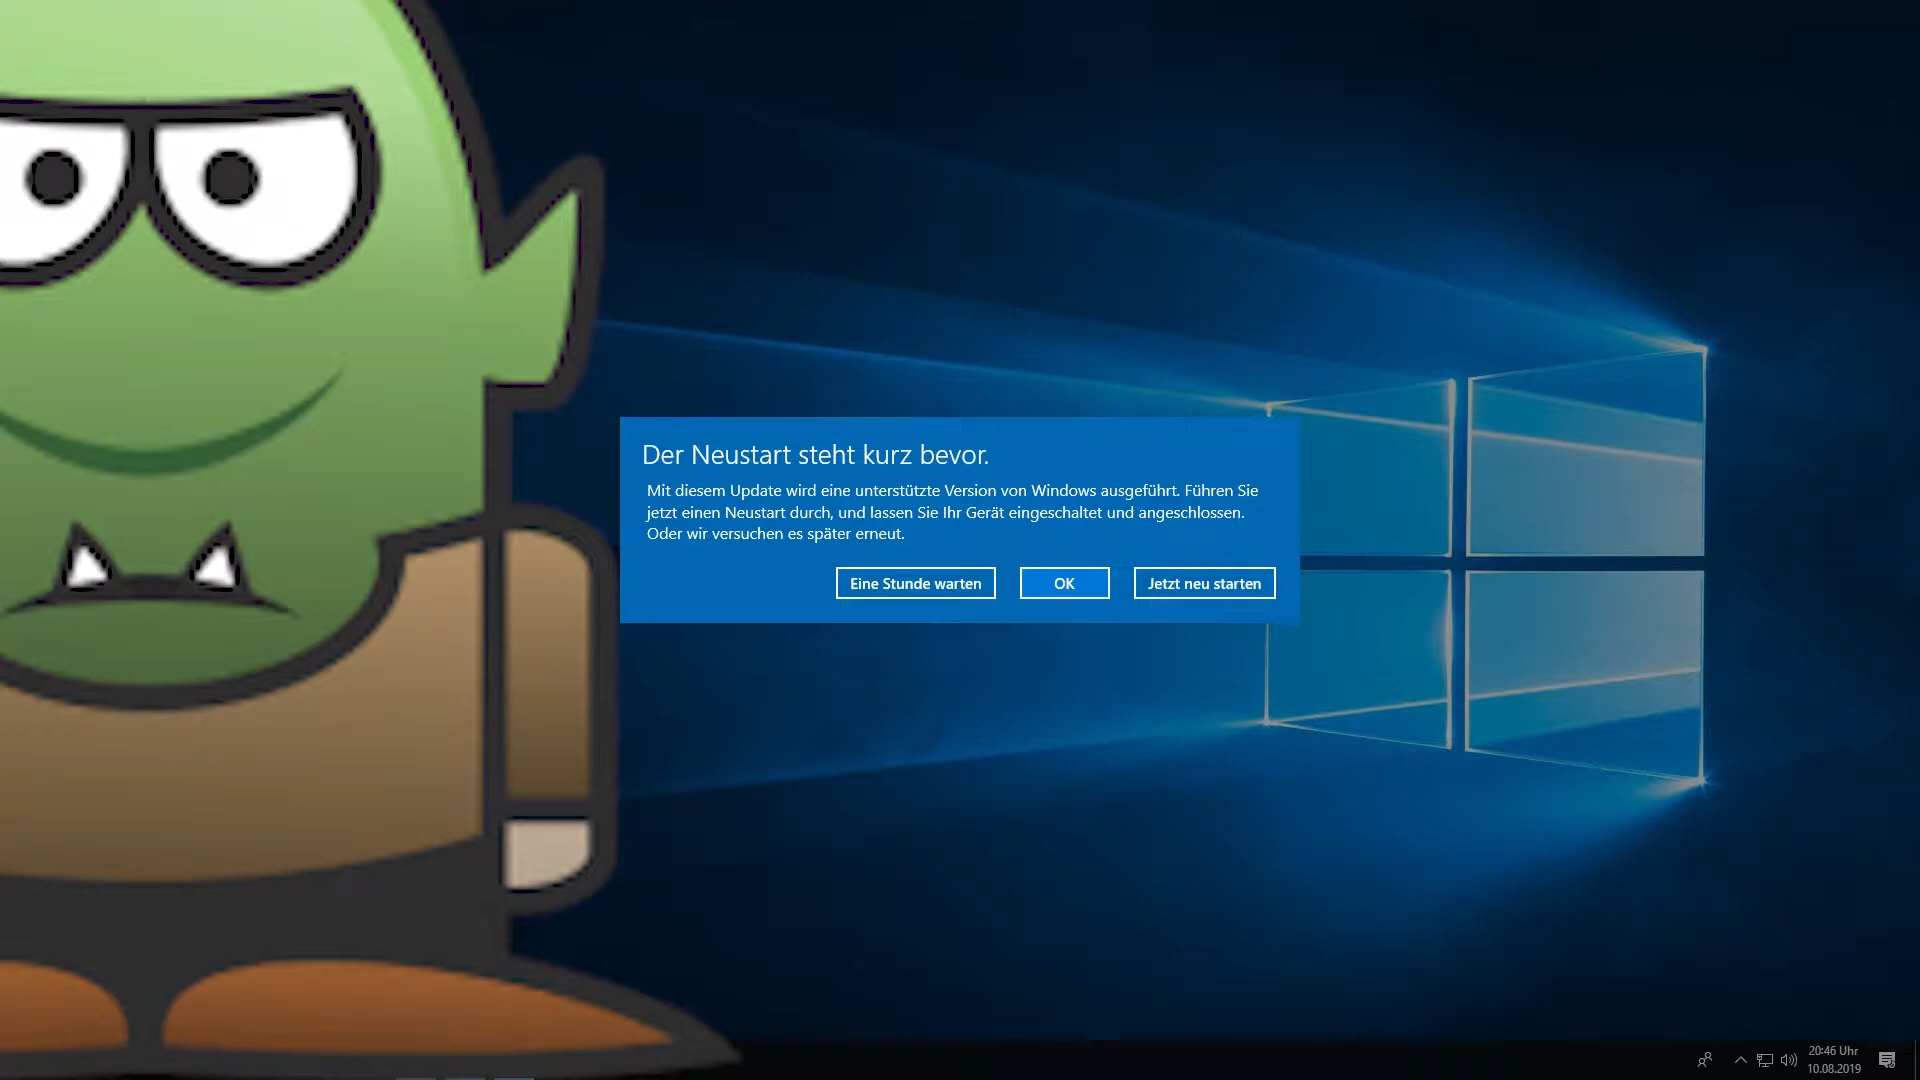 Der Neustart steht kurz bevor.
Mit diesem Update wird eine unterstützte Version von Windows ausgeführt. Führen Sie
jetzt einen Neustart durch, und lassen Sie Ihr Gerät eingeschaltet und angeschlossen.
Oder wir versuchen es später erneut.
Eine Stunde warten
OK
Jetzt neu starten
20:46 Uhr
10.08.2019